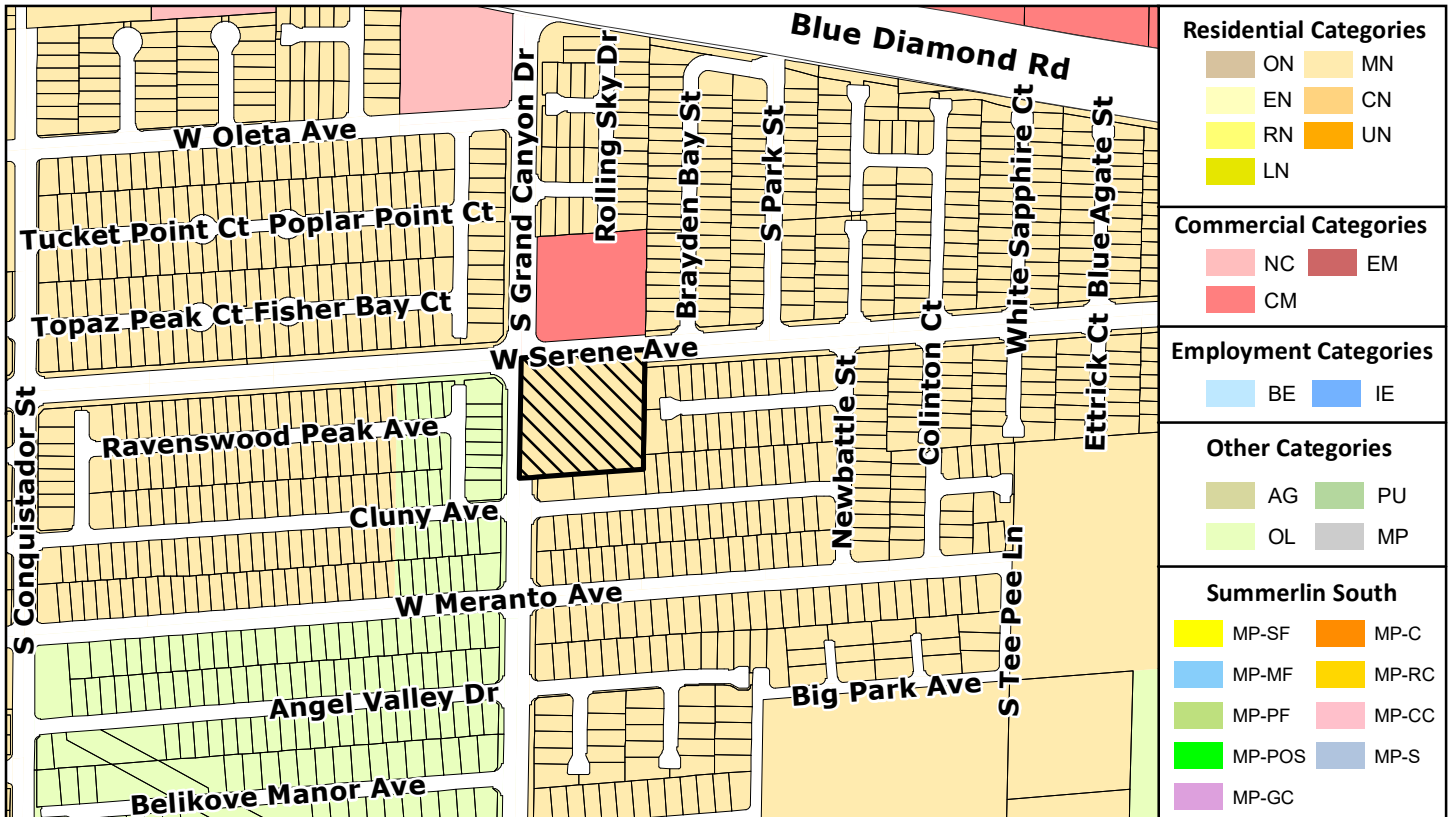 Blue Diamond Rd
W Oleta Ave
S Grand Canyon Dr
Rolling Sky Dr
Brayden Bay St
S Park St
White Sapphire Ct
Blue Agate St
Tucket Point Ct
Poplar Point Ct
Topaz Peak Ct
Fisher Bay Ct
W Serene Ave
Newbattle St
Colinton Ct
Ettrick Ct
S Conquistador St
Ravenswood Peak Ave
Cluny Ave
W Meranto Ave
S Tee Pee Ln
Angel Valley Dr
Big Park Ave
Belikove Manor Ave
Residential Categories
ON MN
EN CN
RN UN
LN
Commercial Categories
NC EM
CM
Employment Categories
BE IE
Other Categories
AG PU
OL MP
Summerlin South
MP-SF MP-C
MP-MF MP-RC
MP-PF MP-CC
MP-POS MP-S
MP-GC